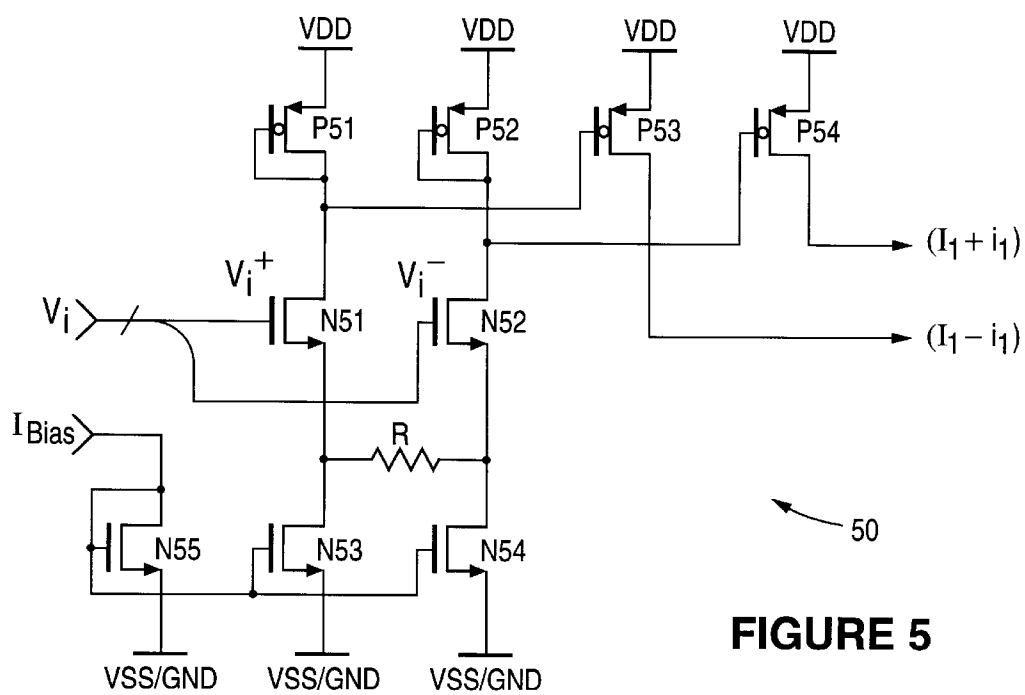 VDD VDD VDD VDD
P51 P52 P53 P54
(I₁ + i₁)
Vᵢ⁺ Vᵢ⁻
Vᵢ N51 N52
(I₁ – i₁)
I Bias R
N55 N53 N54
50
VSS/GND VSS/GND VSS/GND
FIGURE 5